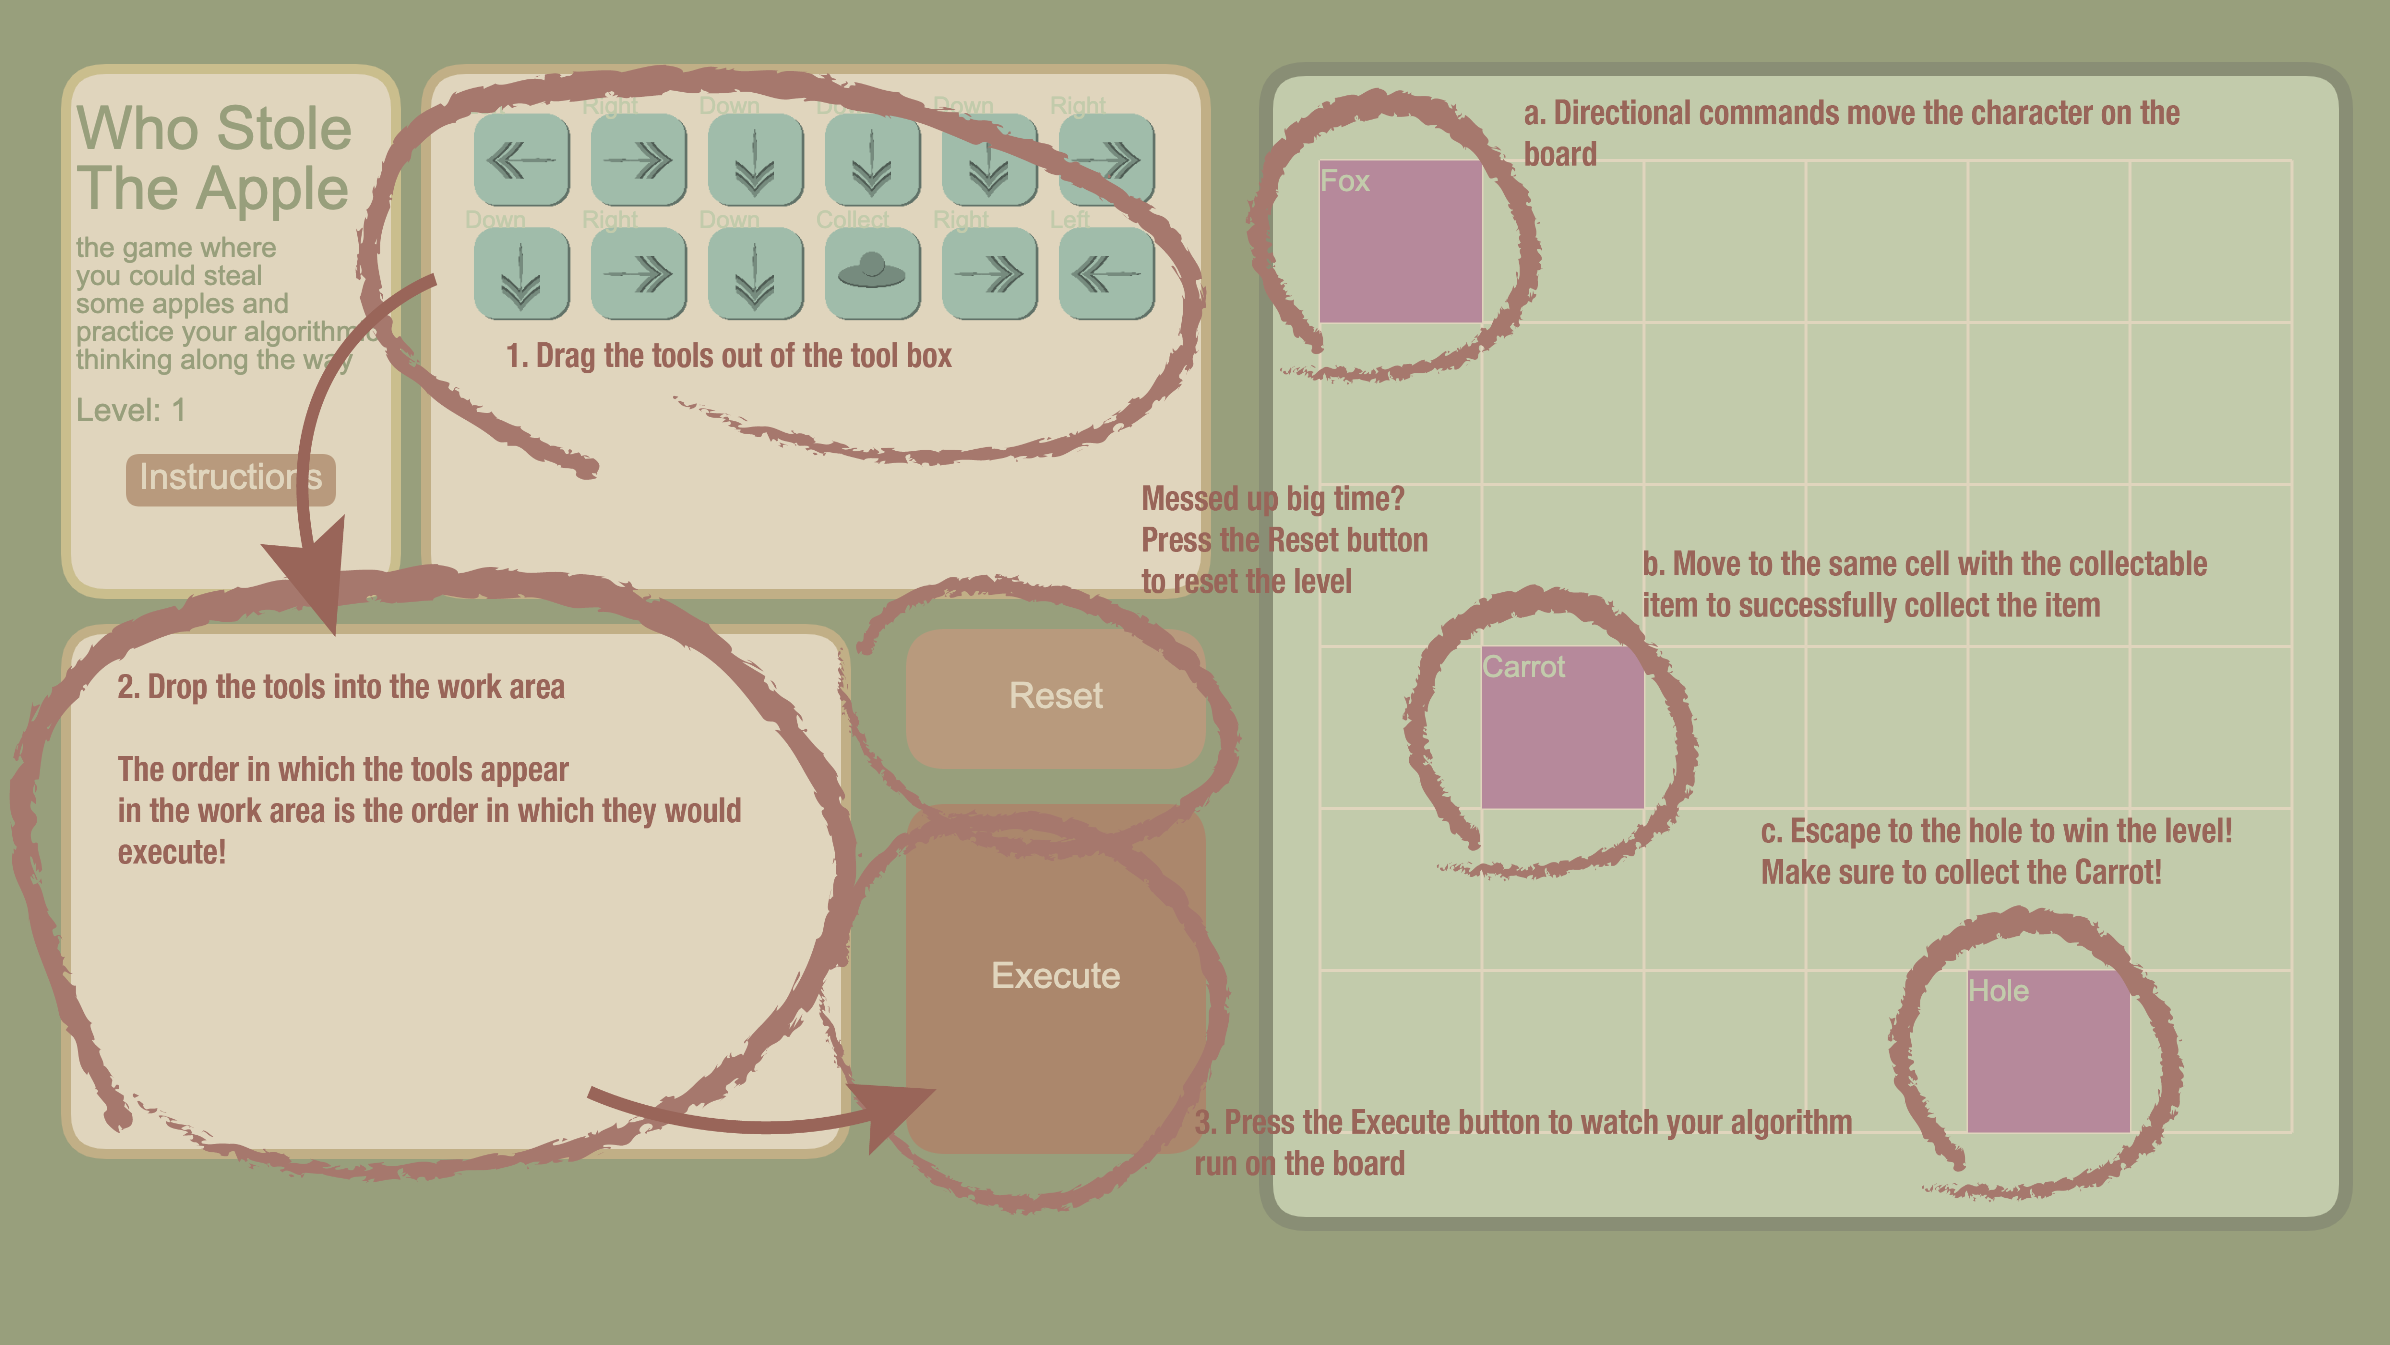 Who Stole
The Apple
the game where
you could steal
some apples and
practice your algorithmic
thinking along the way
Level: 1
Instructions
Right Down Down Down Right
Down Right Down Collect Right Left
1. Drag the tools out of the tool box
2. Drop the tools into the work area
The order in which the tools appear
in the work area is the order in which they would
execute!
Messed up big time?
Press the Reset button
to reset the level
Reset
Execute
3. Press the Execute button to watch your algorithm
run on the board
a. Directional commands move the character on the
board
Fox
b. Move to the same cell with the collectable
item to successfully collect the item
Carrot
c. Escape to the hole to win the level!
Make sure to collect the Carrot!
Hole